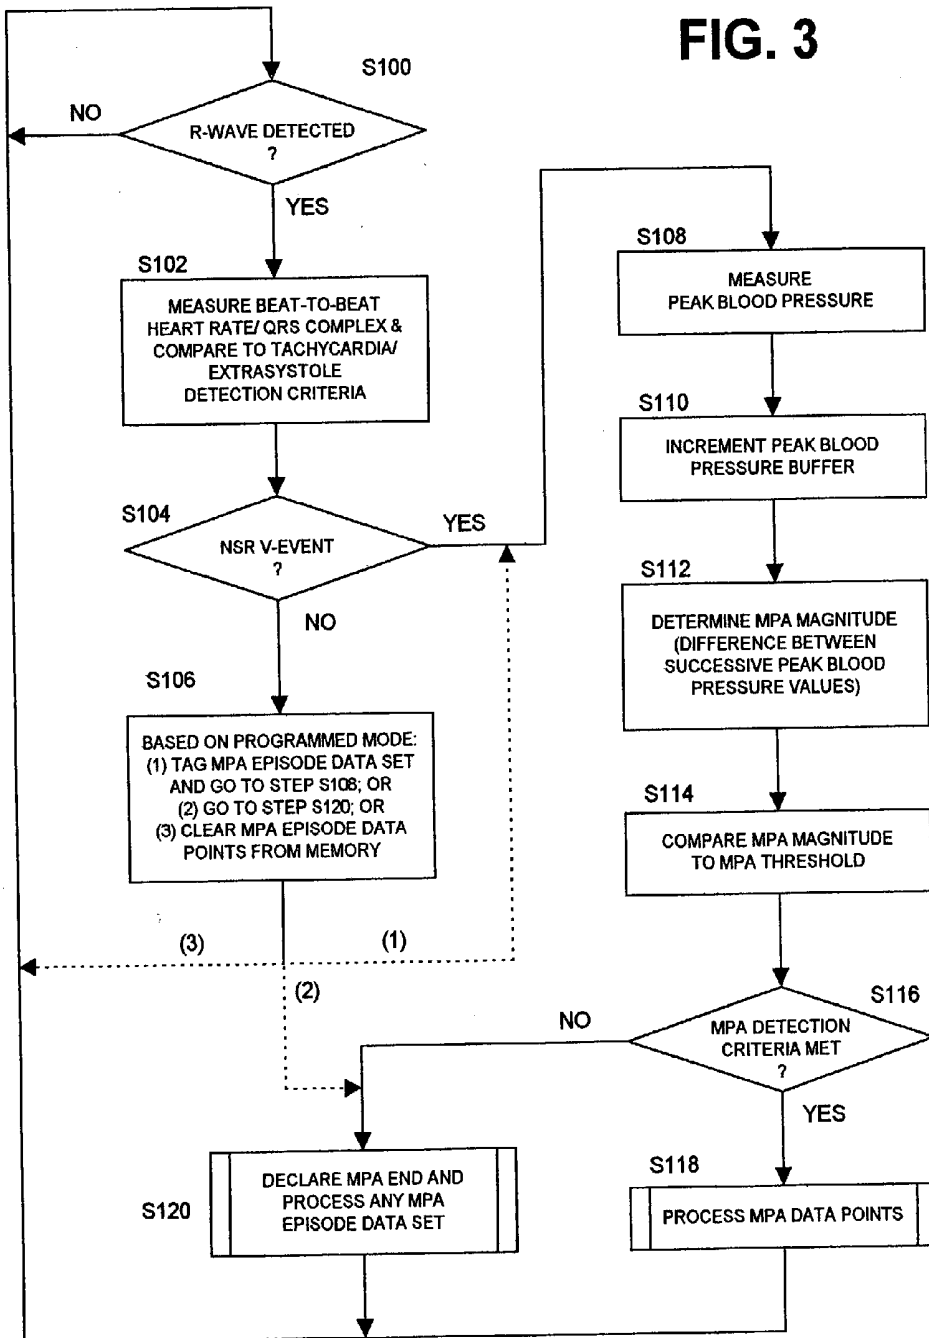 FIG. 3
S100
NO
R-WAVE DETECTED
?
YES
S102
MEASURE BEAT-TO-BEAT
HEART RATE/ QRS COMPLEX &
COMPARE TO TACHYCARDIA/
EXTRASYSTOLE
DETECTION CRITERIA
S104
NSR V-EVENT
?
YES
NO
S106
BASED ON PROGRAMMED MODE:
(1) TAG MPA EPISODE DATA SET
AND GO TO STEP S108; OR
(2) GO TO STEP S120; OR
(3) CLEAR MPA EPISODE DATA
POINTS FROM MEMORY
(3)
(1)
(2)
S108
MEASURE
PEAK BLOOD PRESSURE
S110
INCREMENT PEAK BLOOD
PRESSURE BUFFER
S112
DETERMINE MPA MAGNITUDE
(DIFFERENCE BETWEEN
SUCCESSIVE PEAK BLOOD
PRESSURE VALUES)
S114
COMPARE MPA MAGNITUDE
TO MPA THRESHOLD
S116
NO
MPA DETECTION
CRITERIA MET
?
YES
S118
PROCESS MPA DATA POINTS
S120
DECLARE MPA END AND
PROCESS ANY MPA
EPISODE DATA SET